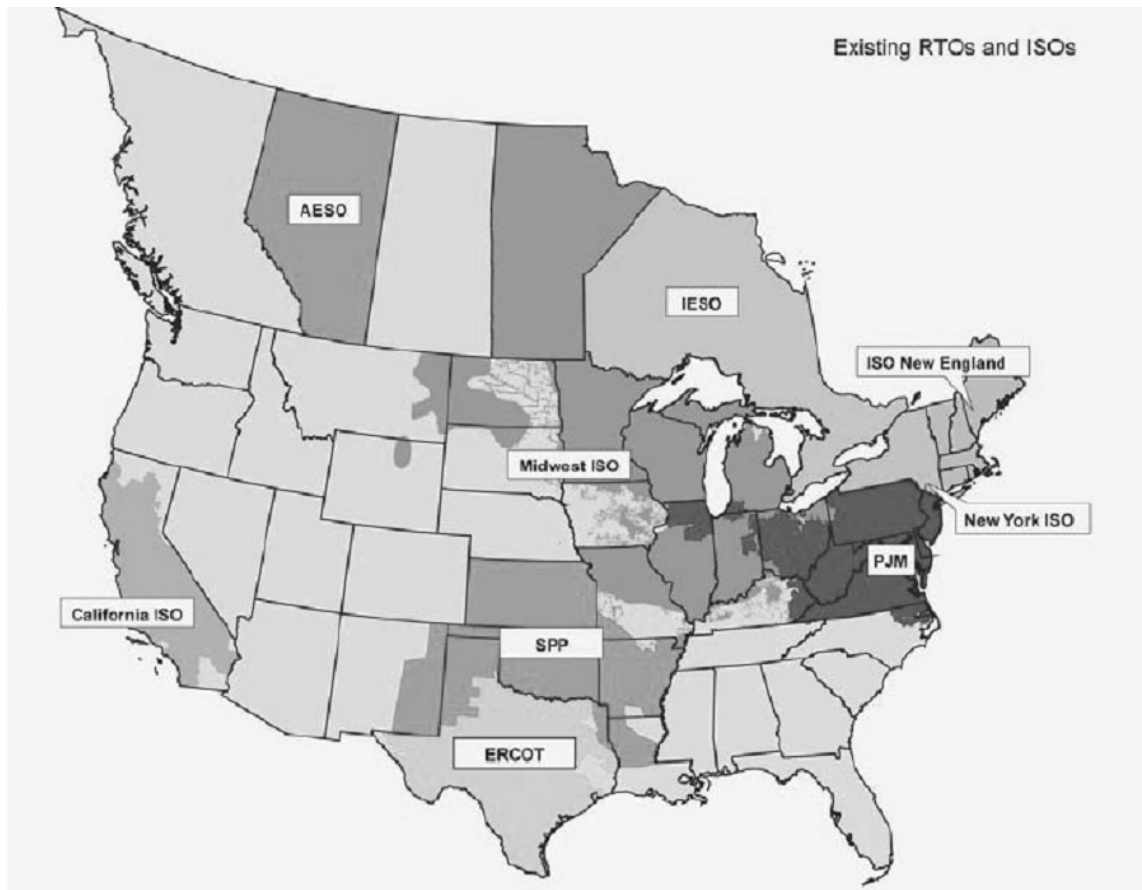 Existing RTOs and ISOs
AESO
IESO
ISO New England
Midwest ISO
New York ISO
PJM
California ISO
SPP
ERCOT